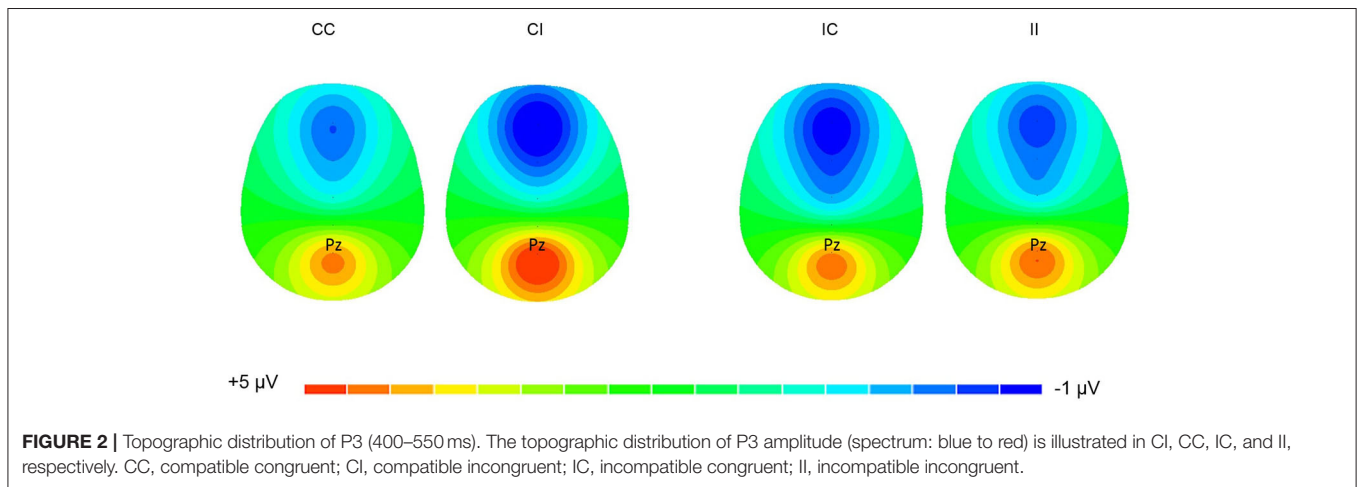 CC CI IC II
Pz Pz Pz Pz
+5 µV -1 µV
FIGURE 2 | Topographic distribution of P3 (400–550 ms). The topographic distribution of P3 amplitude (spectrum: blue to red) is illustrated in CI, CC, IC, and II,
respectively. CC, compatible congruent; CI, compatible incongruent; IC, incompatible congruent; II, incompatible incongruent.